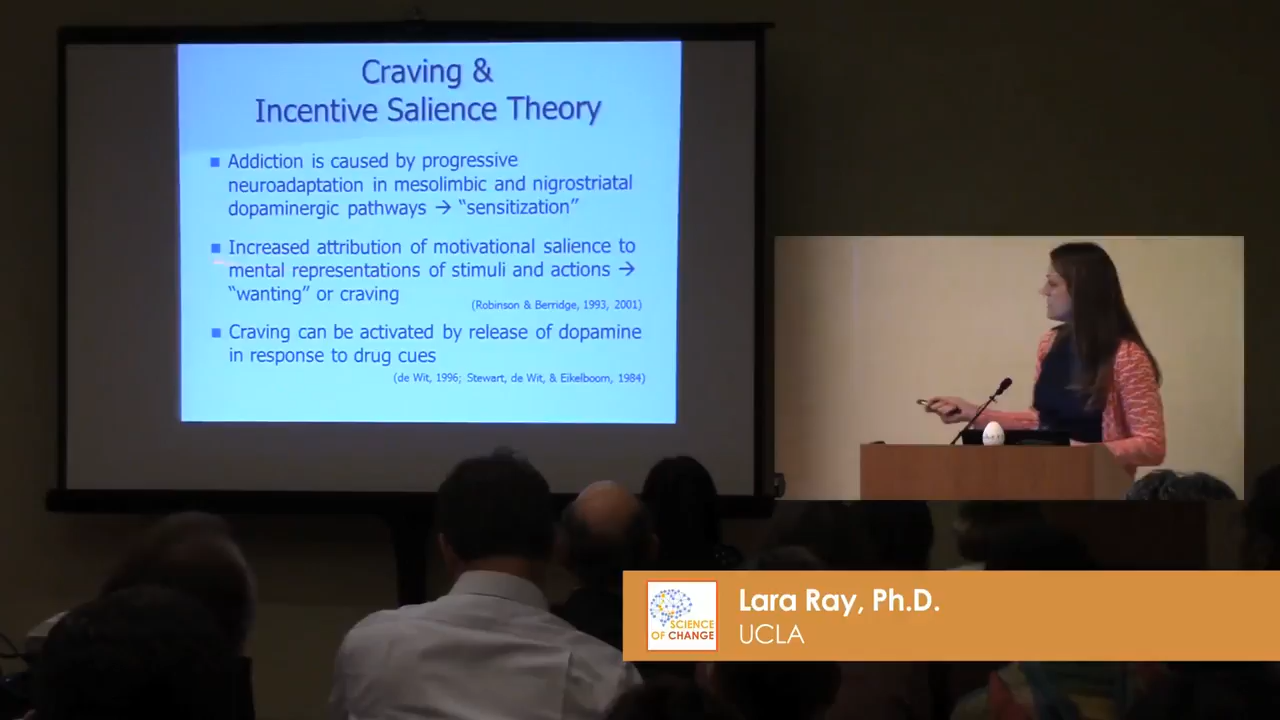 Craving &
Incentive Salience Theory
Addiction is caused by progressive
neuroadaptation in mesolimbic and nigrostriatal
dopaminergic pathways → “sensitization”
Increased attribution of motivational salience to
mental representations of stimuli and actions →
“wanting” or craving
(Robinson & Berridge, 1993, 2001)
Craving can be activated by release of dopamine
in response to drug cues
(de Wit, 1996; Stewart, de Wit, & Eikelboom, 1984)
SCIENCE
OF CHANGE
Lara Ray, Ph.D.
UCLA